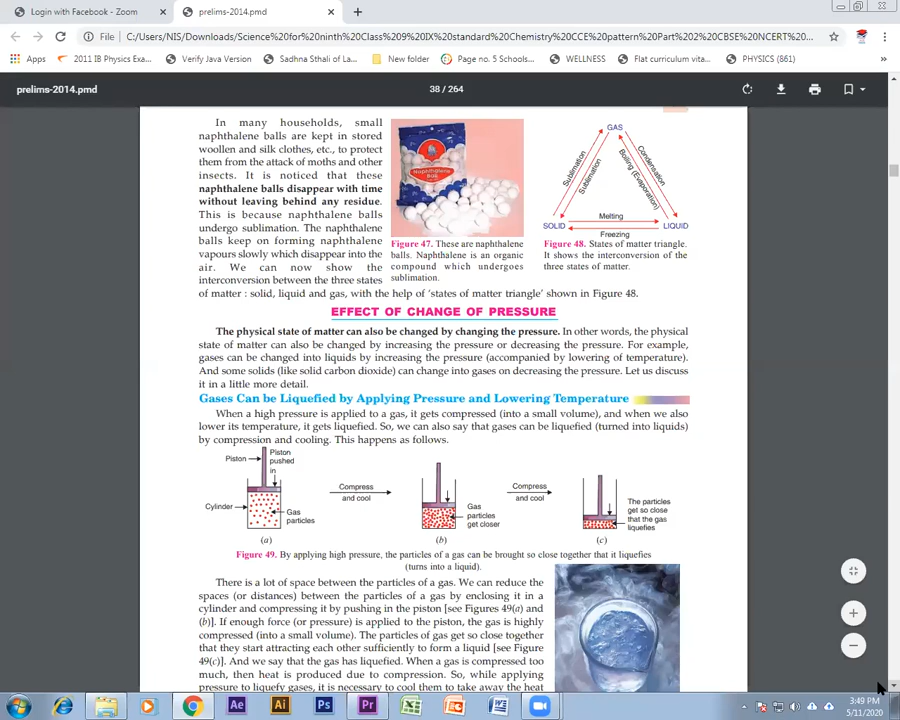 Login with Facebook - Zoom
prelims-2014.pmd
File
C:/Users/NIS/Downloads/Science%20for%20ninth%20Class%209%20IX%20standard%20Chemistry%20CCE%20pattern%20Part%202%20CBSE%20NCERT%20...
Apps
2011 IB Physics Exa...
Verify Java Version
Sadhna Sthali of La...
New folder
Page no. 5 Schools...
WELLNESS
Flat curriculum vita...
PHYSICS (861)
prelims-2014.pmd
38 / 264
In many households, small
naphthalene balls are kept in stored
woollen and silk clothes, etc., to protect
them from the attack of moths and other
insects. It is noticed that these
naphthalene balls disappear with time
without leaving behind any residue.
This is because naphthalene balls
undergo sublimation. The naphthalene
balls keep on forming naphthalene
vapours slowly which disappear into the
air. We can now show the
interconversion between the three states
of matter : solid, liquid and gas, with the help of ‘states of matter triangle’ shown in Figure 48.
Figure 47. These are naphthalene
balls. Naphthalene is an organic
compound which undergoes
sublimation.
GAS
Sublimation
Sublimation
Condensation
Boiling (Evaporation)
Melting
SOLID
LIQUID
Freezing
Figure 48. States of matter triangle.
It shows the interconversion of the
three states of matter.
EFFECT OF CHANGE OF PRESSURE
The physical state of matter can also be changed by changing the pressure. In other words, the physical
state of matter can also be changed by increasing the pressure or decreasing the pressure. For example,
gases can be changed into liquids by increasing the pressure (accompanied by lowering of temperature).
And some solids (like solid carbon dioxide) can change into gases on decreasing the pressure. Let us discuss
it in a little more detail.
Gases Can be Liquefied by Applying Pressure and Lowering Temperature
When a high pressure is applied to a gas, it gets compressed (into a small volume), and when we also
lower its temperature, it gets liquefied. So, we can also say that gases can be liquefied (turned into liquids)
by compression and cooling. This happens as follows.
Piston
Piston
pushed
in
Cylinder
Gas
particles
(a)
Compress
and cool
Gas
particles
get closer
(b)
Compress
and cool
The particles
get so close
that the gas
liquefies
(c)
Figure 49. By applying high pressure, the particles of a gas can be brought so close together that it liquefies
(turns into a liquid).
There is a lot of space between the particles of a gas. We can reduce the
spaces (or distances) between the particles of a gas by enclosing it in a
cylinder and compressing it by pushing in the piston [see Figures 49(a) and
(b)]. If enough force (or pressure) is applied to the piston, the gas is highly
compressed (into a small volume). The particles of gas get so close together
that they start attracting each other sufficiently to form a liquid [see Figure
49(c)]. And we say that the gas has liquefied. When a gas is compressed too
much, then heat is produced due to compression. So, while applying
pressure to liquefy gases, it is necessary to cool them to take away the heat
Ae
Ai
Ps
Pr
3:49 PM
5/11/2020